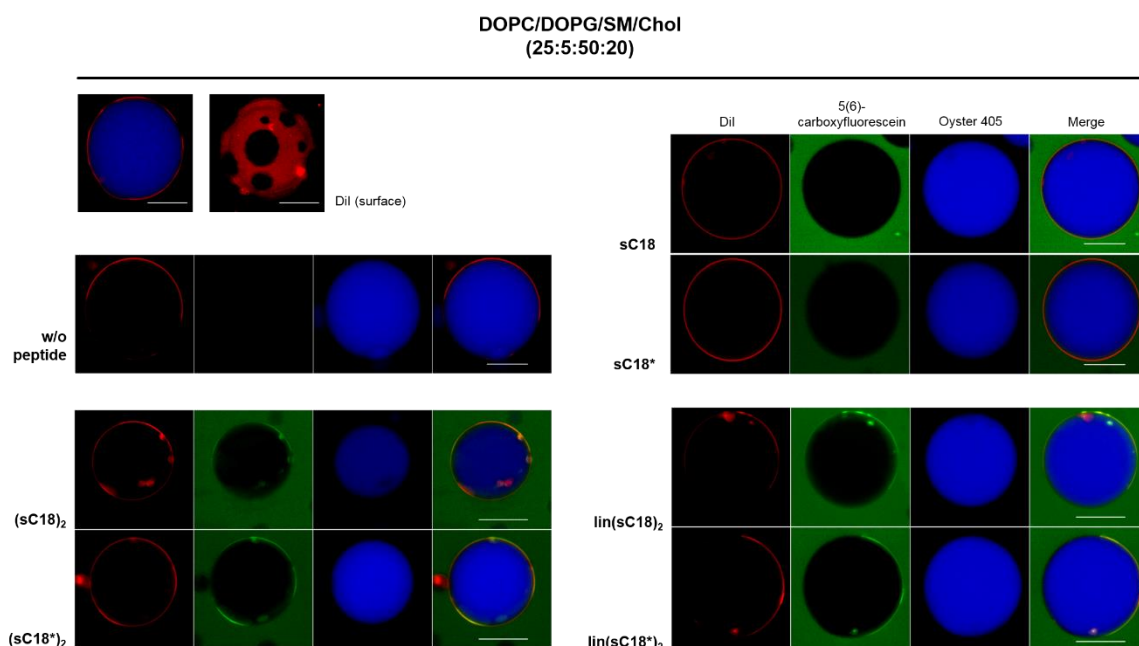 DOPC/DOPG/SM/Chol
(25:5:50:20)
DiI (surface)
DiI
5(6)-
carboxyfluorescein
Oyster 405
Merge
sC18
sC18*
w/o
peptide
(sC18)₂
(sC18*)₂
lin(sC18)₂
lin(sC18*)₂